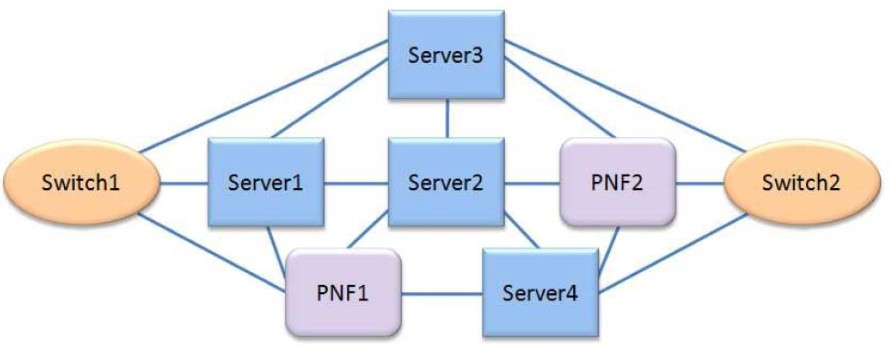 Server3
Switch1
Server1
Server2
PNF2
Switch2
PNF1
Server4